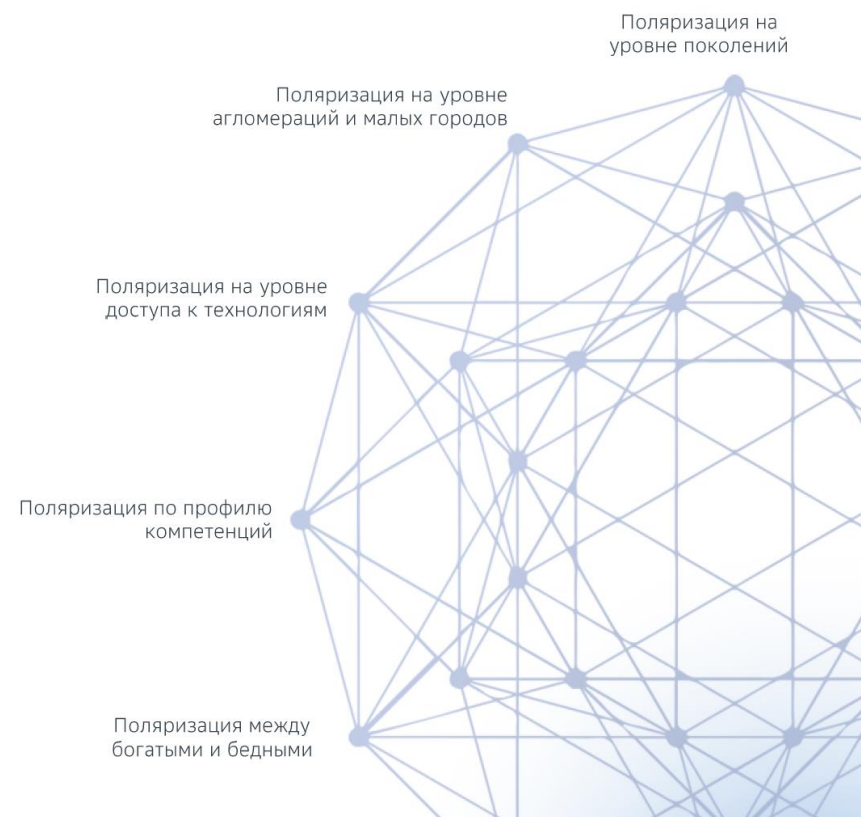 Поляризация на
уровне поколений
Поляризация на уровне
агломераций и малых городов
Поляризация на уровне
доступа к технологиям
Поляризация по профилю
компетенций
Поляризация между
богатыми и бедными